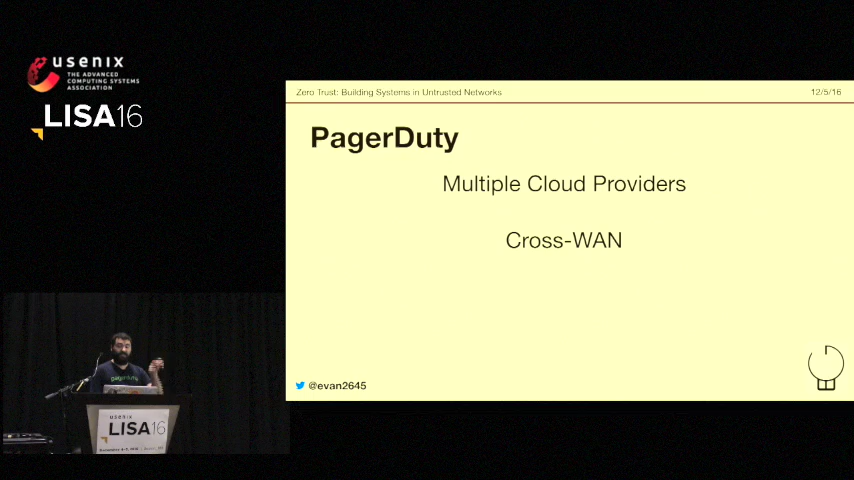 usenix
THE ADVANCED
COMPUTING SYSTEMS
ASSOCIATION
LISA16
Zero Trust: Building Systems in Untrusted Networks
12/5/16
PagerDuty
Multiple Cloud Providers
Cross-WAN
@evan2645
pagerduty
usenix
LISA16